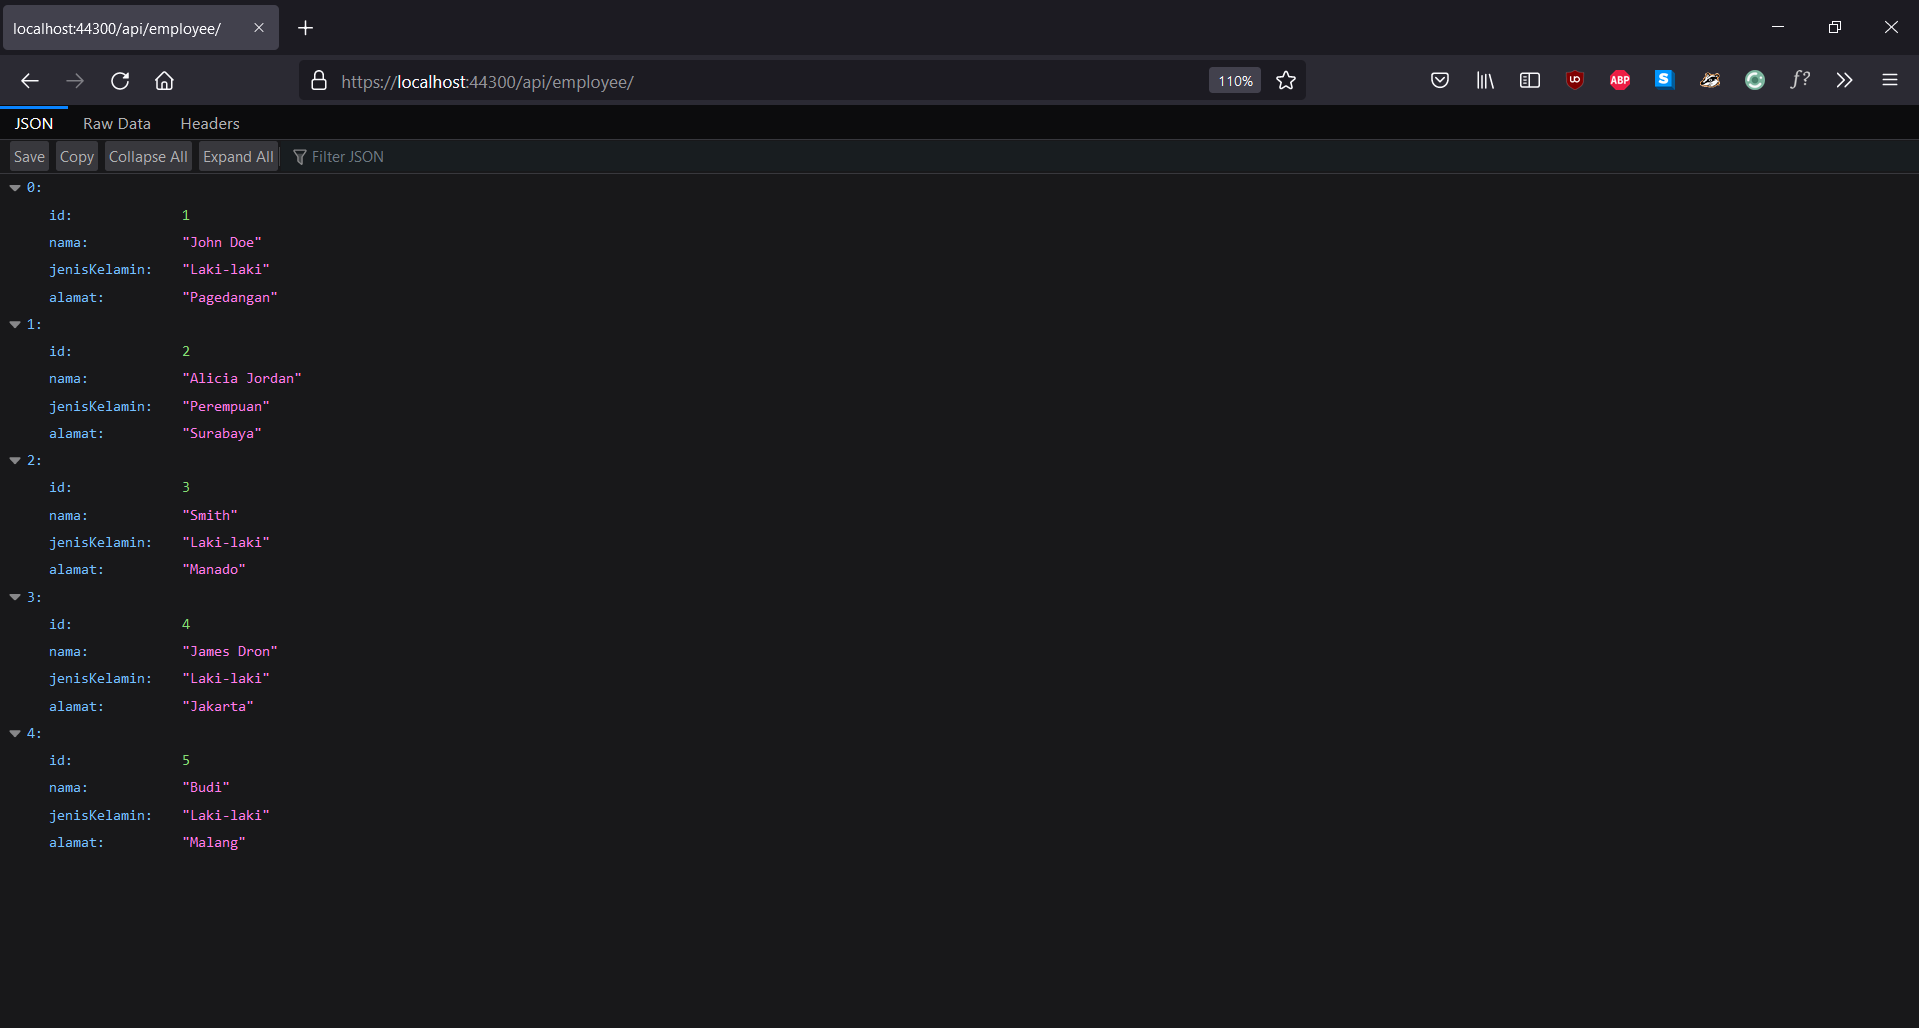 localhost:44300/api/employee/
https://localhost:44300/api/employee/
110%
UD
ABP
S
f?
JSON Raw Data Headers
Save Copy Collapse All Expand All Filter JSON
0:
id: 1
nama: "John Doe"
jenisKelamin: "Laki-laki"
alamat: "Pagedangan"
1:
id: 2
nama: "Alicia Jordan"
jenisKelamin: "Perempuan"
alamat: "Surabaya"
2:
id: 3
nama: "Smith"
jenisKelamin: "Laki-laki"
alamat: "Manado"
3:
id: 4
nama: "James Dron"
jenisKelamin: "Laki-laki"
alamat: "Jakarta"
4:
id: 5
nama: "Budi"
jenisKelamin: "Laki-laki"
alamat: "Malang"